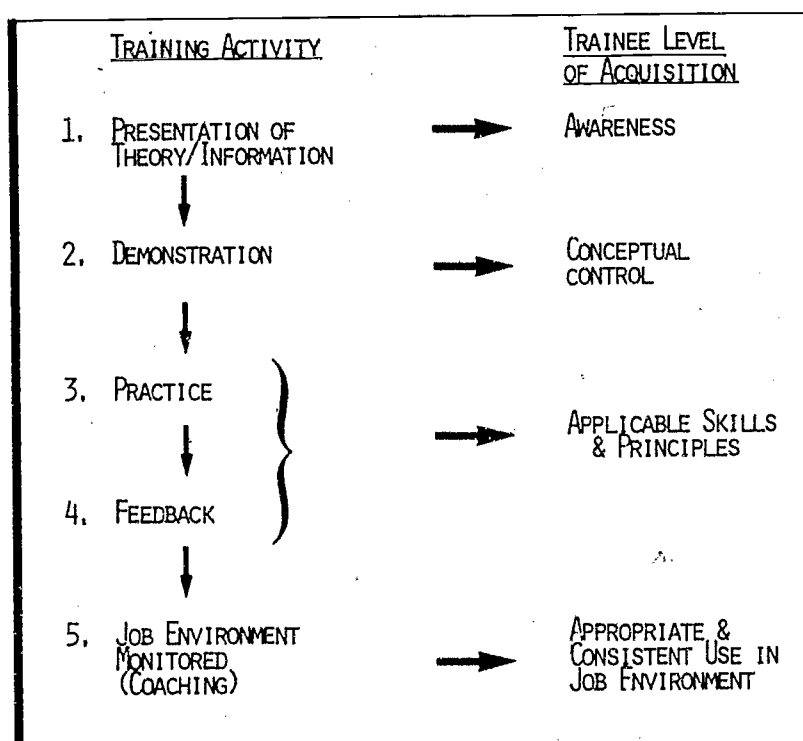 TRAINING ACTIVITY
TRAINEE LEVEL
OF ACQUISITION
1. PRESENTATION OF
THEORY/INFORMATION
AWARENESS
2. DEMONSTRATION
CONCEPTUAL
CONTROL
3. PRACTICE
4. FEEDBACK
APPLICABLE SKILLS
& PRINCIPLES
5. JOB ENVIRONMENT
MONITORED
(COACHING)
APPROPRIATE &
CONSISTENT USE IN
JOB ENVIRONMENT